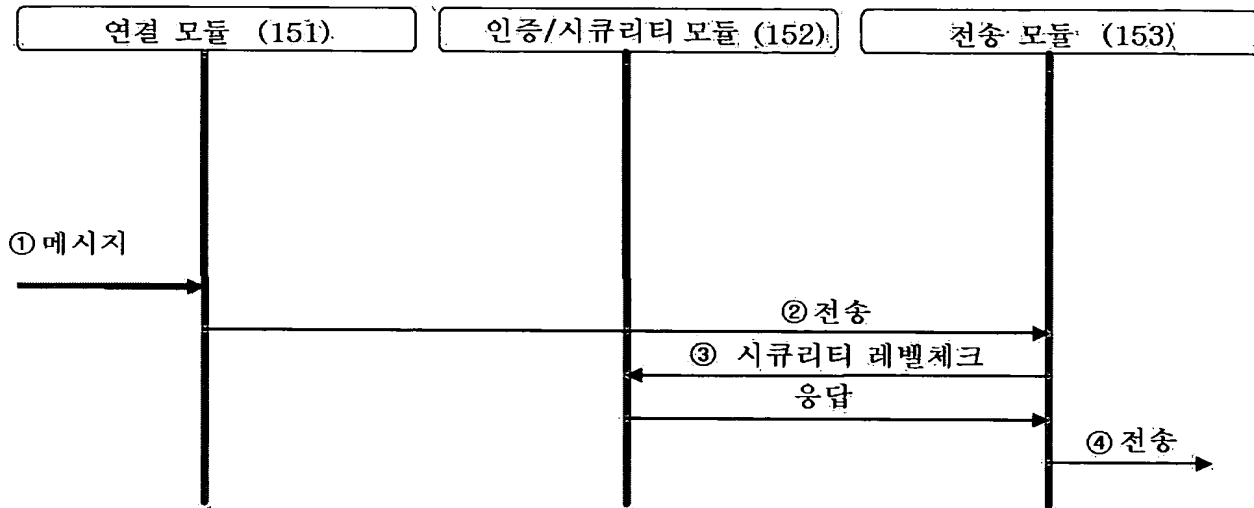 연결 모듈 (151)
인증/시큐리티 모듈 (152)
전송 모듈 (153)
①메시지
②전송
③ 시큐리티 레벨체크
응답
④전송